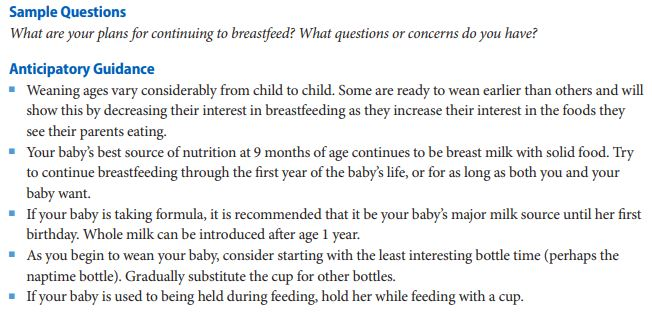 Sample Questions
What are your plans for continuing to breastfeed? What questions or concerns do you have?
Anticipatory Guidance
▪ Weaning ages vary considerably from child to child. Some are ready to wean earlier than others and will
show this by decreasing their interest in breastfeeding as they increase their interest in the foods they
see their parents eating.
▪ Your baby's best source of nutrition at 9 months of age continues to be breast milk with solid food. Try
to continue breastfeeding through the first year of the baby's life, or for as long as both you and your
baby want.
▪ If your baby is taking formula, it is recommended that it be your baby's major milk source until her first
birthday. Whole milk can be introduced after age 1 year.
▪ As you begin to wean your baby, consider starting with the least interesting bottle time (perhaps the
naptime bottle). Gradually substitute the cup for other bottles.
▪ If your baby is used to being held during feeding, hold her while feeding with a cup.